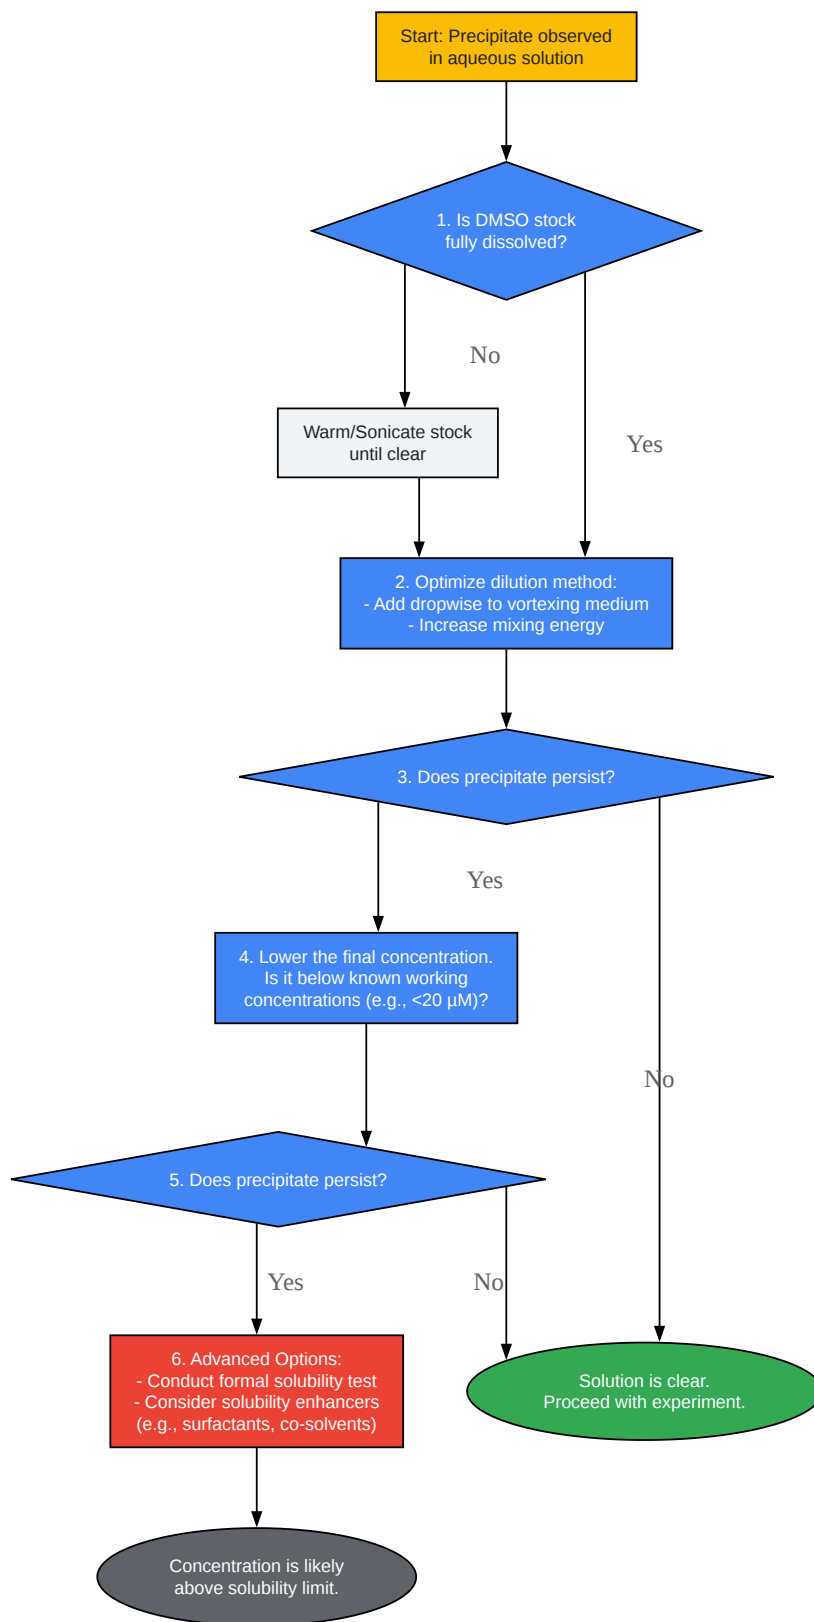 Start: Precipitate observed
in aqueous solution
1. Is DMSO stock
fully dissolved?
No
Warm/Sonicate stock
until clear
Yes
2. Optimize dilution method:
- Add dropwise to vortexing medium
- Increase mixing energy
3. Does precipitate persist?
Yes
4. Lower the final concentration.
Is it below known working
concentrations (e.g., <20 µM)?
No
5. Does precipitate persist?
Yes
No
6. Advanced Options:
- Conduct formal solubility test
- Consider solubility enhancers
(e.g., surfactants, co-solvents)
Solution is clear.
Proceed with experiment.
Concentration is likely
above solubility limit.